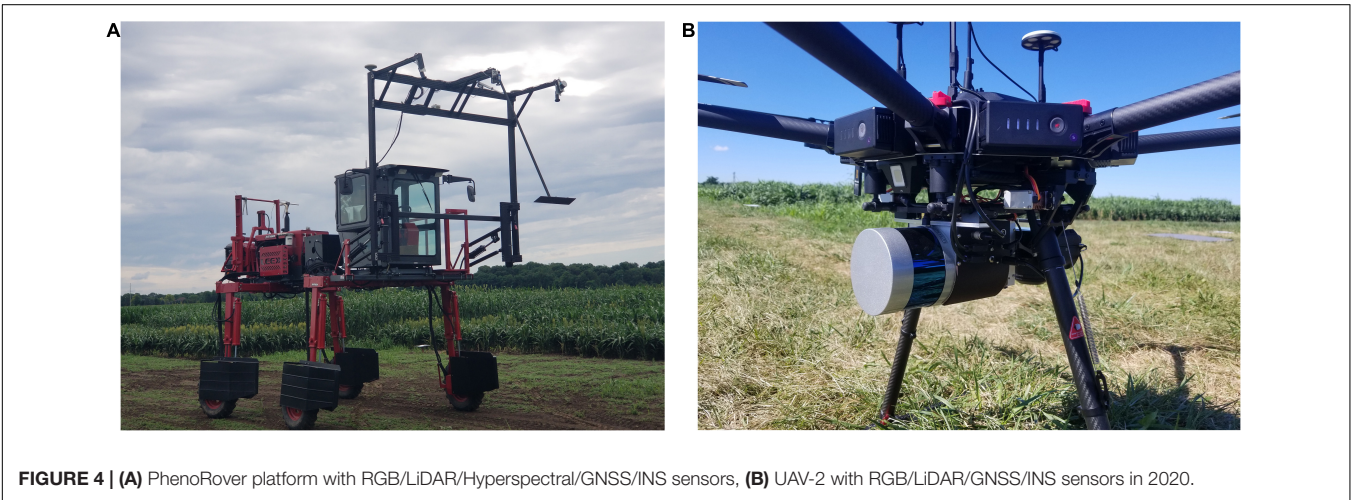 A
B
FIGURE 4 | (A) PhenoRover platform with RGB/LiDAR/Hyperspectral/GNSS/INS sensors, (B) UAV-2 with RGB/LiDAR/GNSS/INS sensors in 2020.